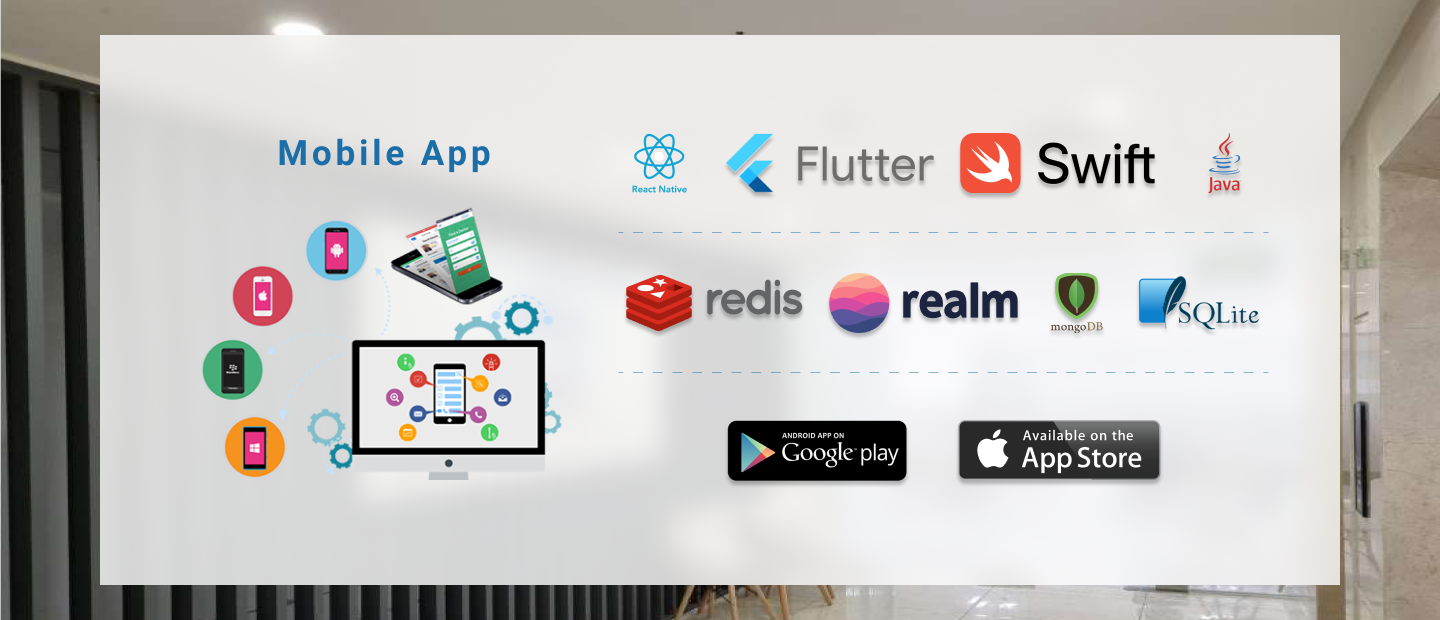 Mobile App
React Native
Flutter
Swift
Java
redis
realm
mongoDB
SQLite
ANDROID APP ON
Google play
Available on the
App Store